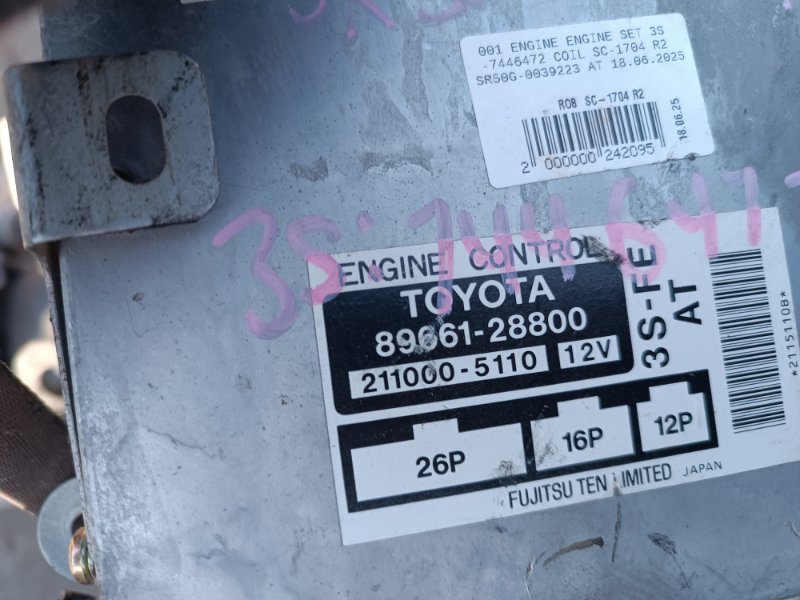 001 ENGINE ENGINE SET 3S
-7446472 COIL SC-1704 R2
SR50G-0039223 AT 18.06.2025
ROB SC-1704 R2
18.06.25
2 000000 242095
3S-744647
ENGINE CONTROL
TOYOTA
89661-28800
211000-5110 12V
3S-FE
AT
*2115110B*
26P 16P 12P
FUJITSU TEN LIMITED JAPAN